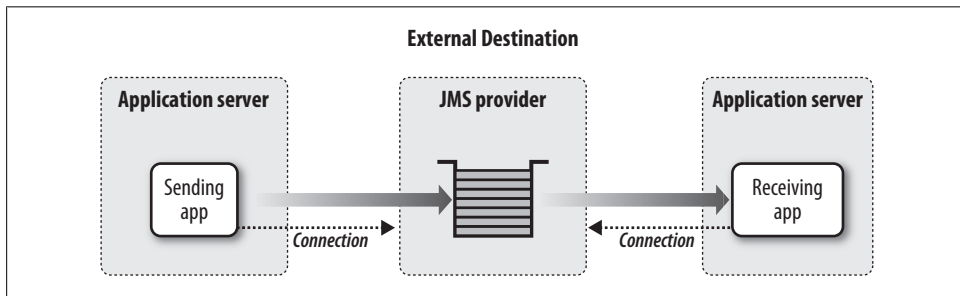 External Destination
Application server
JMS provider
Application server
Sending
app
Receiving
app
Connection
Connection